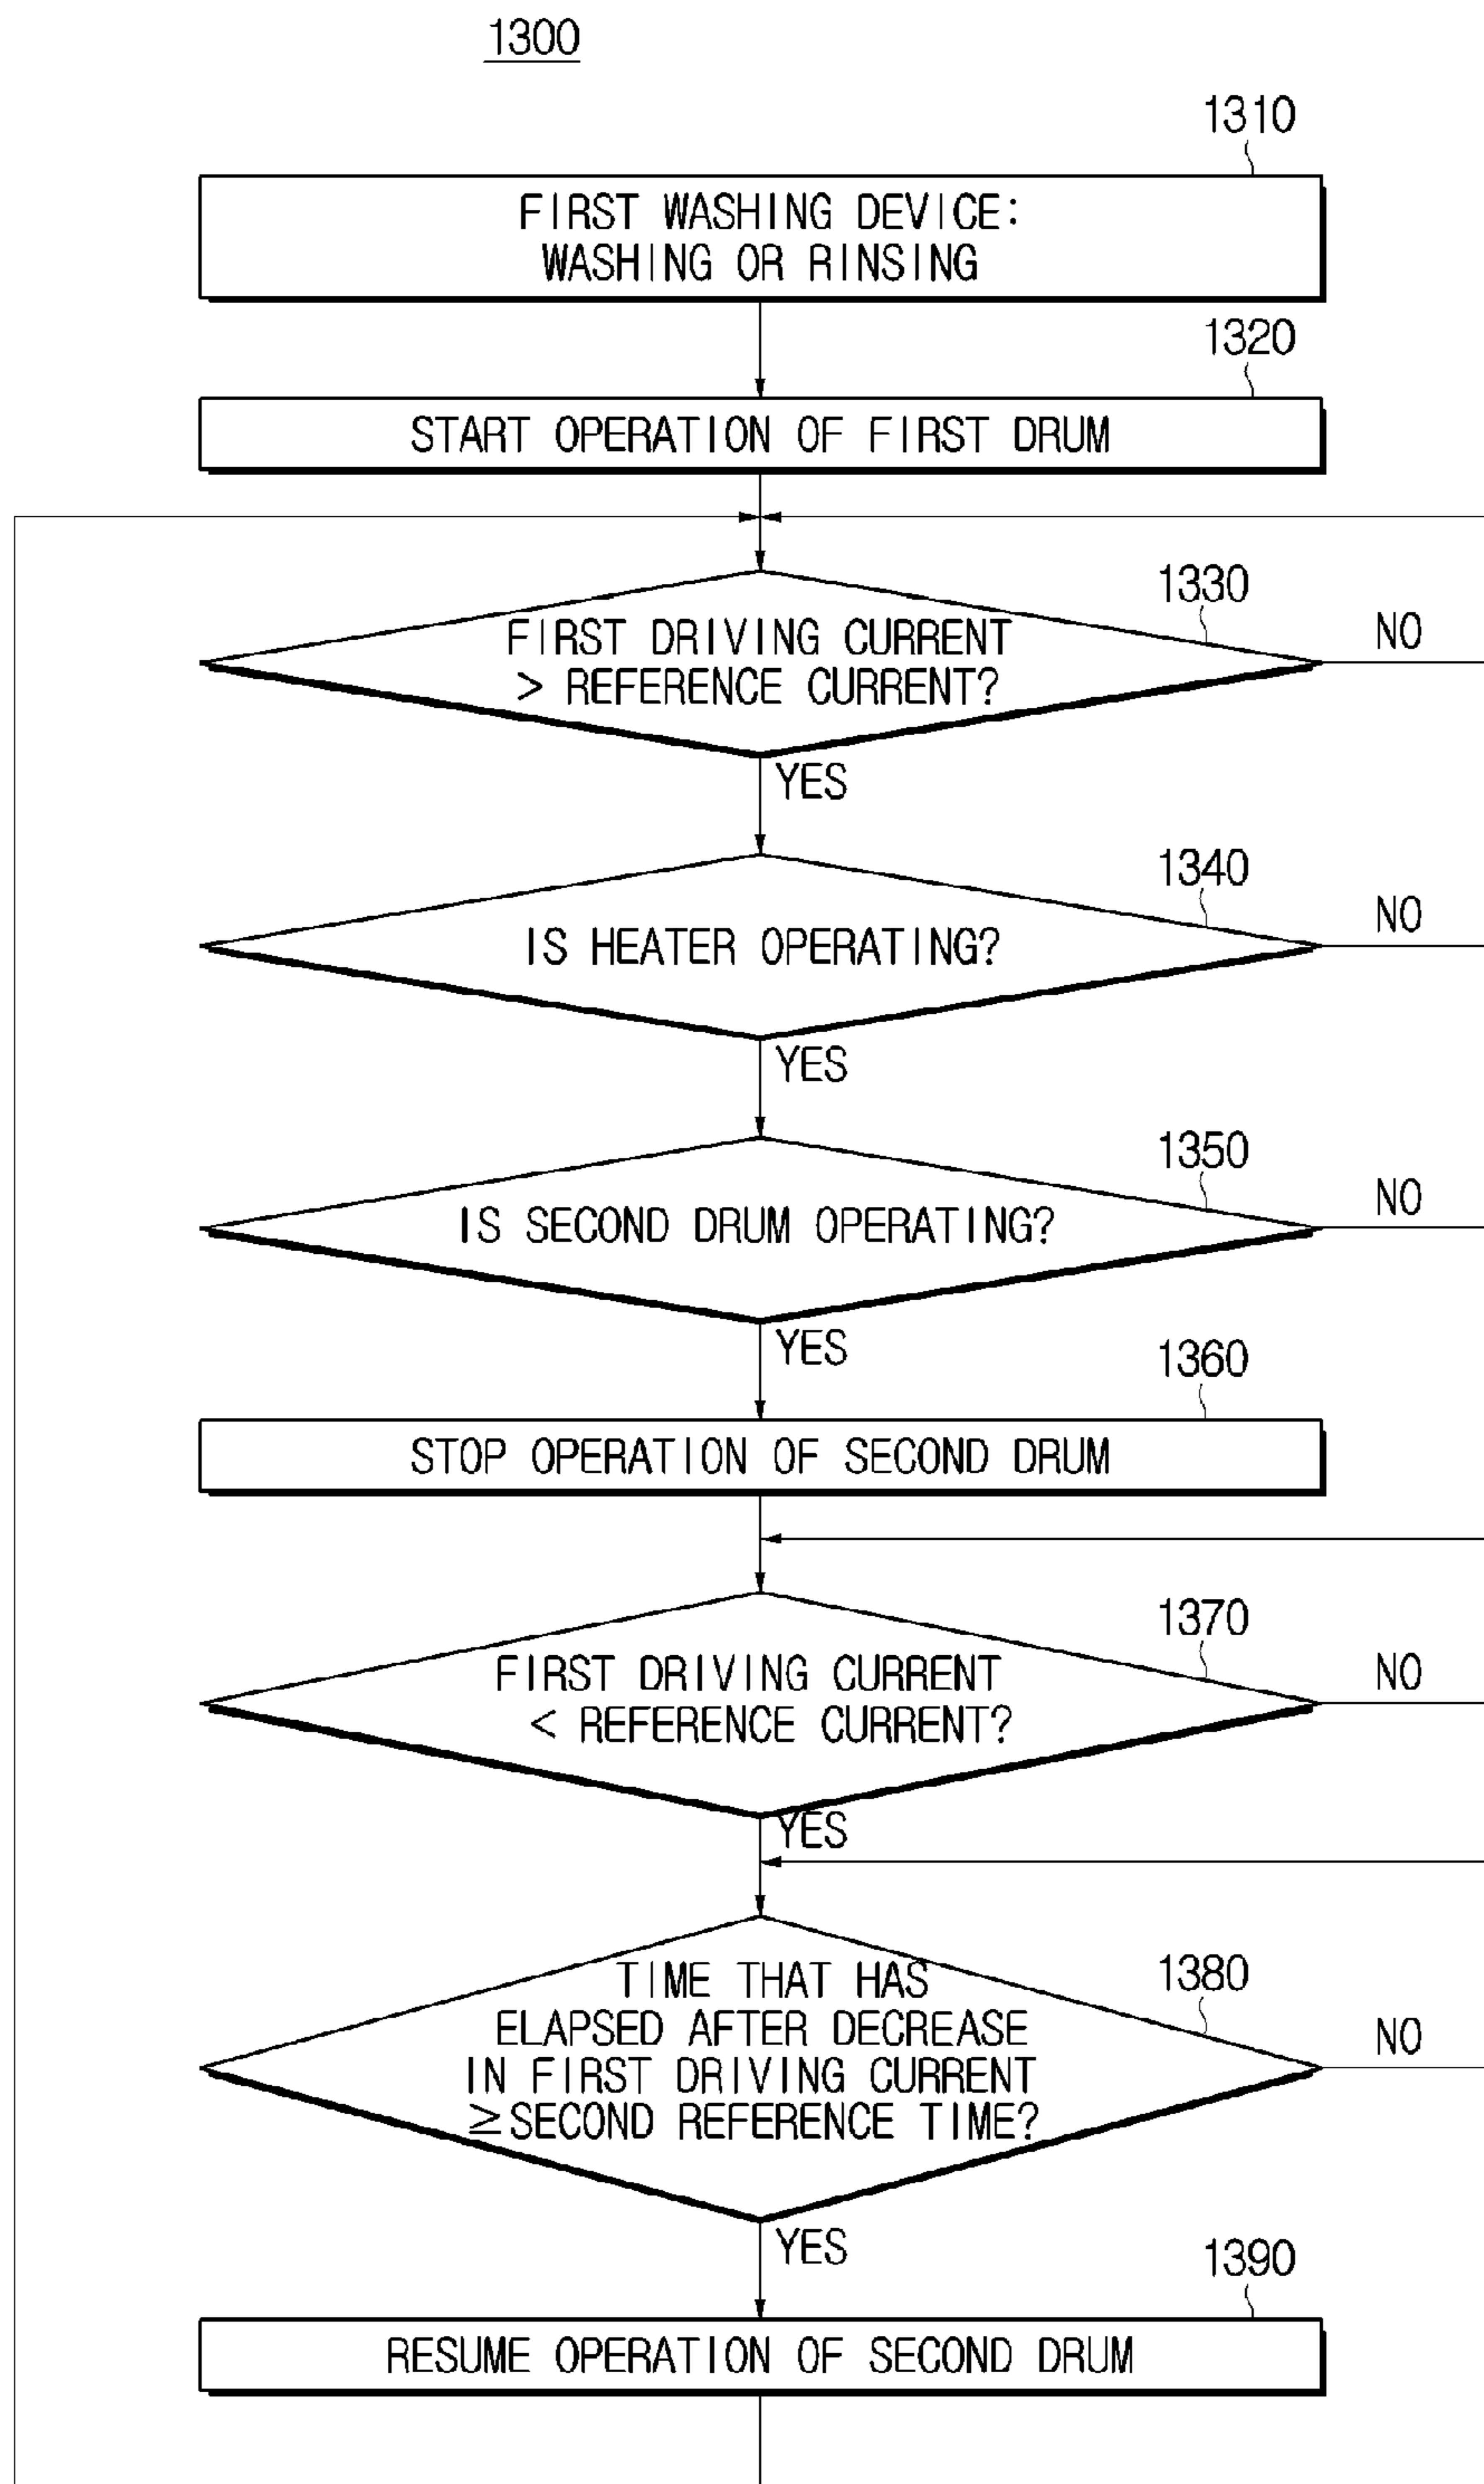 1300
1310
FIRST WASHING DEVICE:
WASHING OR RINSING
1320
START OPERATION OF FIRST DRUM
1330
NO
FIRST DRIVING CURRENT
> REFERENCE CURRENT?
YES
1340
NO
IS HEATER OPERATING?
YES
1350
NO
IS SECOND DRUM OPERATING?
YES
1360
STOP OPERATION OF SECOND DRUM
1370
NO
FIRST DRIVING CURRENT
< REFERENCE CURRENT?
YES
1380
TIME THAT HAS
ELAPSED AFTER DECREASE
NO
IN FIRST DRIVING CURRENT
≥SECOND REFERENCE TIME?
YES
1390
RESUME OPERATION OF SECOND DRUM